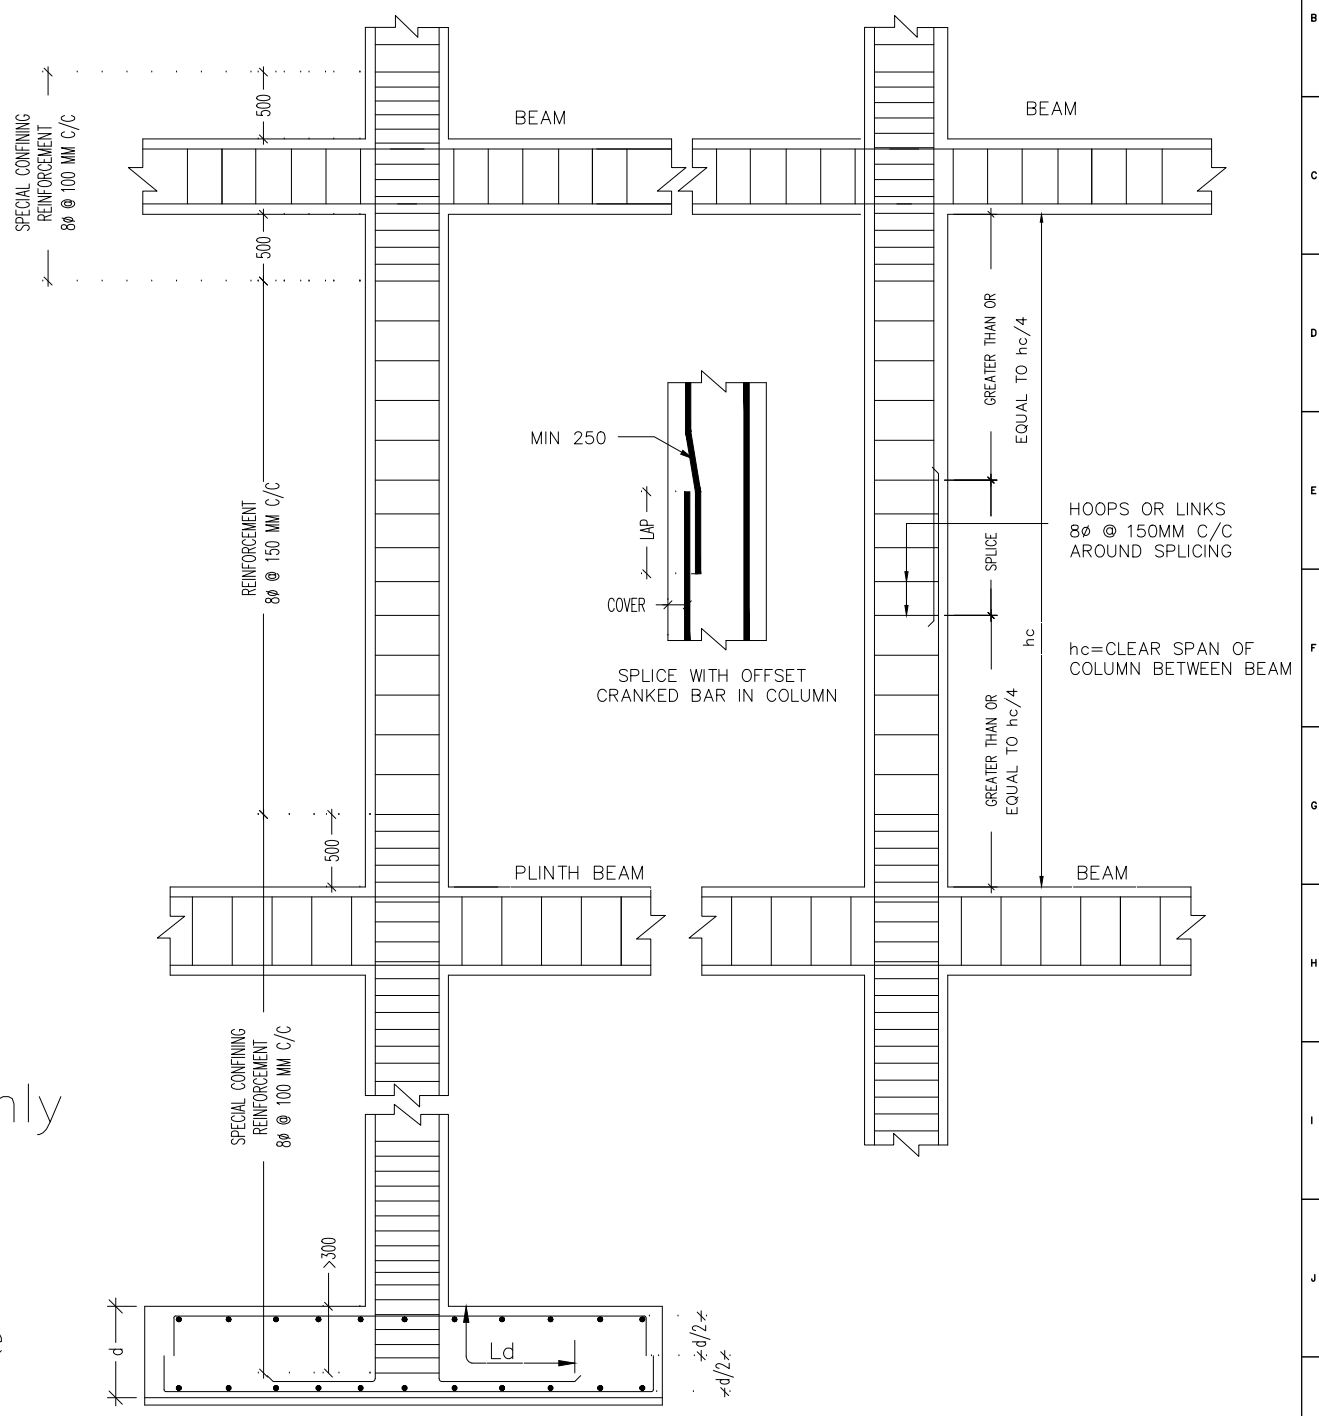 B
BEAM
BEAM
500
SPECIAL CONFINING
REINFORCEMENT
8ø @ 100 MM C/C
C
500
D
GREATER THAN OR
EQUAL TO hc/4
MIN 250
E
REINFORCEMENT
8ø @ 150 MM C/C
LAP
SPLICE
HOOPS OR LINKS
8ø @ 150MM C/C
AROUND SPLICING
COVER
hc
F
hc=CLEAR SPAN OF
COLUMN BETWEEN BEAM
SPLICE WITH OFFSET
CRANKED BAR IN COLUMN
GREATER THAN OR
EQUAL TO hc/4
G
500
PLINTH BEAM
BEAM
H
SPECIAL CONFINING
REINFORCEMENT
8ø @ 100 MM C/C
nly
I
>300
J
d
Ld
d/2
d/2